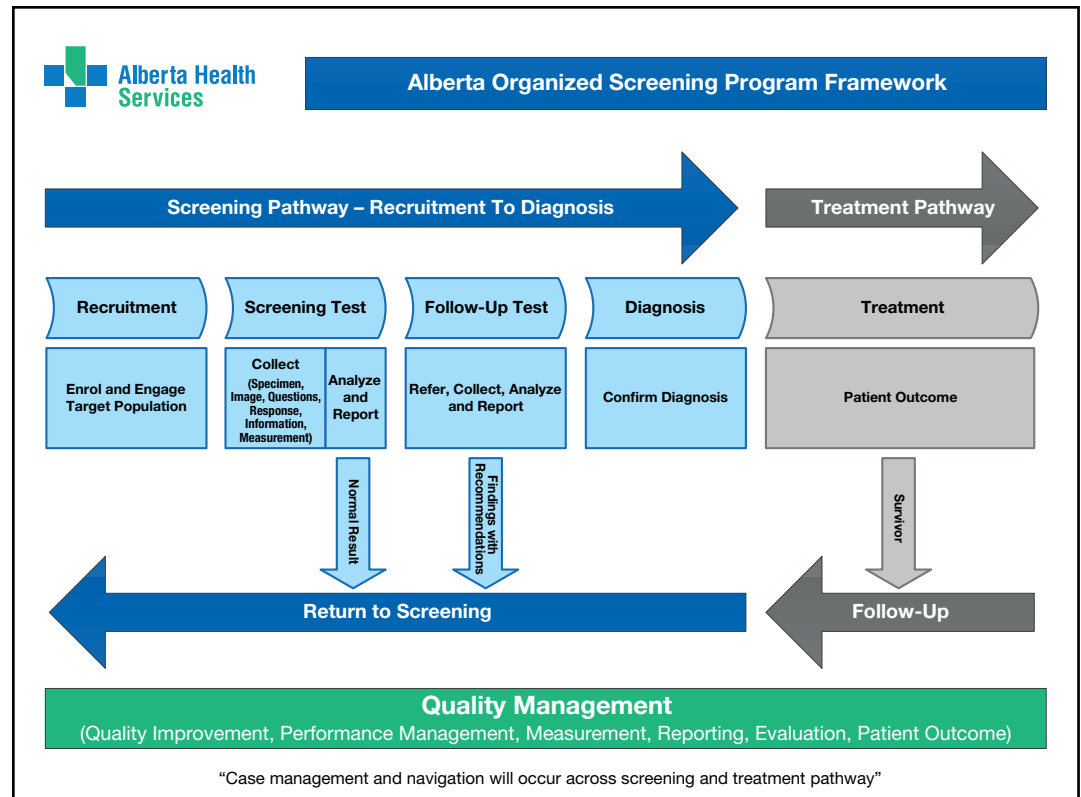 Alberta Health
Services
Alberta Organized Screening Program Framework
Screening Pathway – Recruitment To Diagnosis
Treatment Pathway
Recruitment
Screening Test
Follow-Up Test
Diagnosis
Treatment
Enrol and Engage
Target Population
Collect
(Specimen,
Image, Questions,
Response,
Information,
Measurement)
Analyze
and
Report
Refer, Collect, Analyze
and Report
Confirm Diagnosis
Patient Outcome
Normal Result
Findings with
Recommendations
Survivor
Return to Screening
Follow-Up
Quality Management
(Quality Improvement, Performance Management, Measurement, Reporting, Evaluation, Patient Outcome)
“Case management and navigation will occur across screening and treatment pathway”